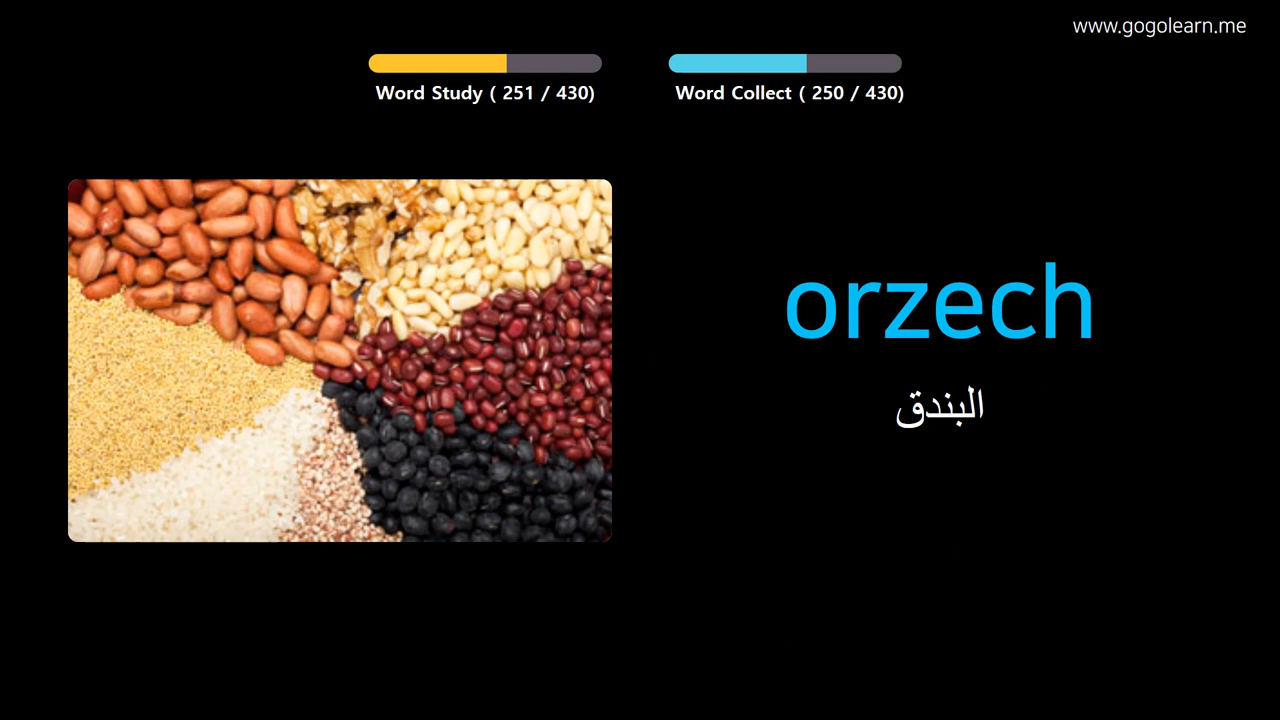 www.gogolearn.me
Word Study ( 251 / 430)
Word Collect ( 250 / 430)
orzech
البندق